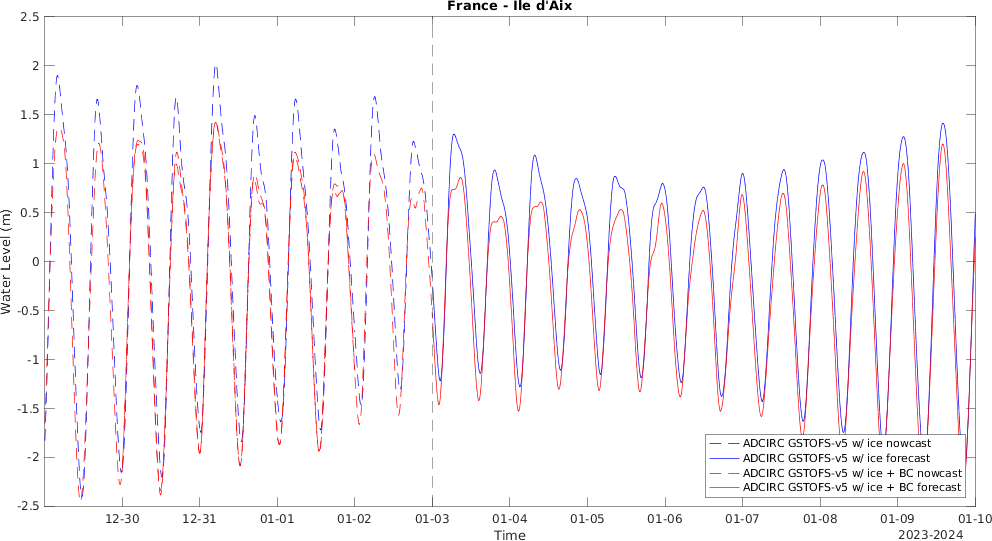 France - Ile d'Aix
2.5
2
1.5
1
0.5
0
-0.5
-1
-1.5
-2
-2.5
Water Level (m)
ADCIRC GSTOFS-v5 w/ ice nowcast
ADCIRC GSTOFS-v5 w/ ice forecast
ADCIRC GSTOFS-v5 w/ ice + BC nowcast
ADCIRC GSTOFS-v5 w/ ice + BC forecast
12-30 12-31 01-01 01-02 01-03 01-04 01-05 01-06 01-07 01-08 01-09 01-10
Time
2023-2024